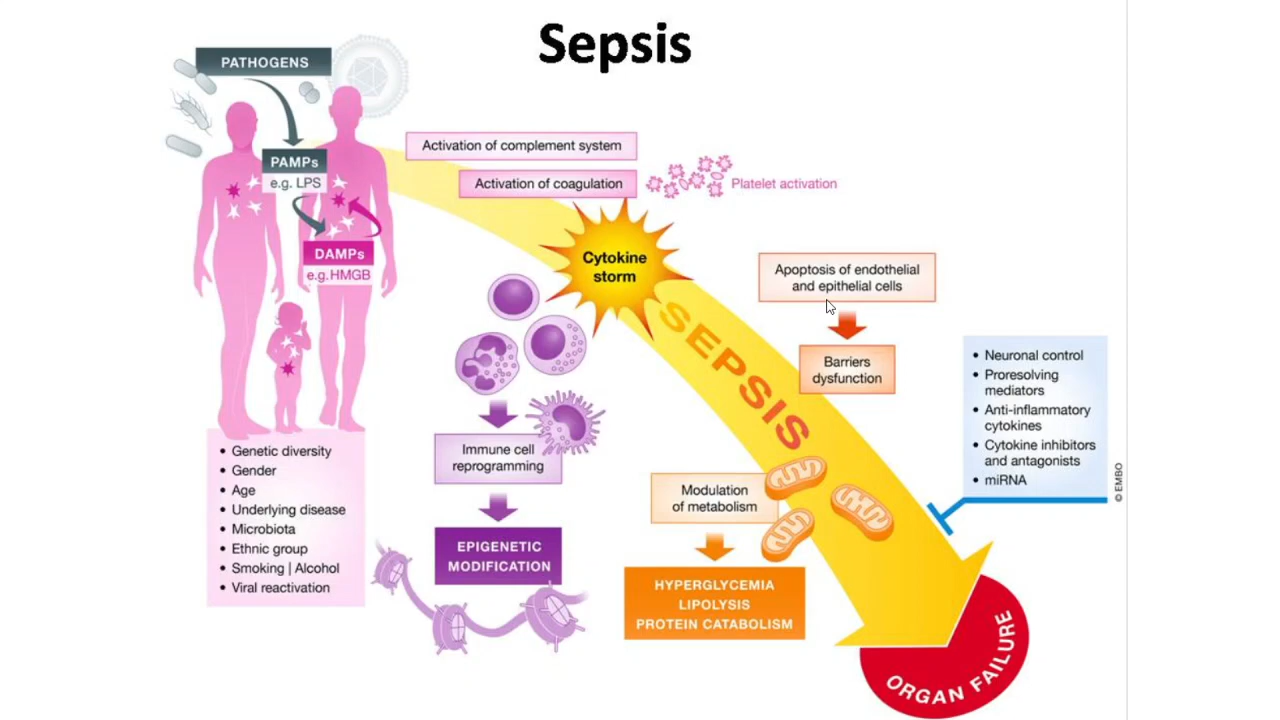 Sepsis
PATHOGENS
PAMPs
e.g. LPS
DAMPs
e.g.HMGB
• Genetic diversity
• Gender
• Age
• Underlying disease
• Microbiota
• Ethnic group
• Smoking | Alcohol
• Viral reactivation
Activation of complement system
Activation of coagulation
Platelet activation
Cytokine
storm
Immune cell
reprogramming
EPIGENETIC
MODIFICATION
SEPSIS
Apoptosis of endothelial
and epithelial cells
Barriers
dysfunction
Modulation
of metabolism
HYPERGLYCEMIA
LIPOLYSIS
PROTEIN CATABOLISM
• Neuronal control
• Proresolving
mediators
• Anti-inflammatory
cytokines
• Cytokine inhibitors
and antagonists
• miRNA
ORGAN FAILURE
© EMBO